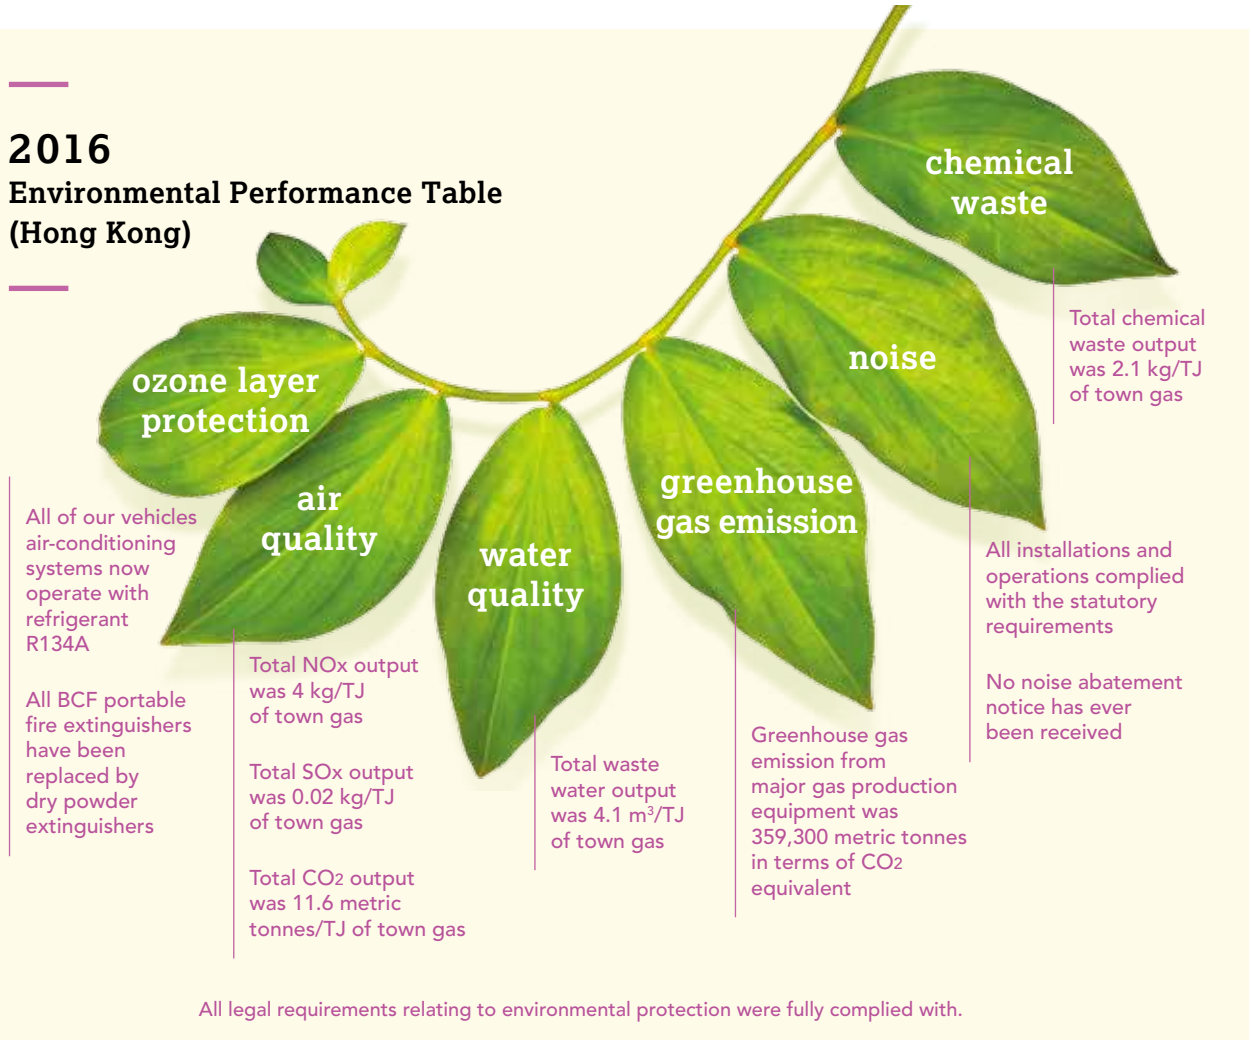 2016
Environmental Performance Table
(Hong Kong)
ozone layer
protection
All of our vehicles
air-conditioning
systems now
operate with
refrigerant
R134A
All BCF portable
fire extinguishers
have been
replaced by
dry powder
extinguishers
air
quality
Total NOx output
was 4 kg/TJ
of town gas
Total SOx output
was 0.02 kg/TJ
of town gas
Total CO2 output
was 11.6 metric
tonnes/TJ of town gas
water
quality
Total waste
water output
was 4.1 m³/TJ
of town gas
greenhouse
gas emission
Greenhouse gas
emission from
major gas production
equipment was
359,300 metric tonnes
in terms of CO2
equivalent
noise
All installations and
operations complied
with the statutory
requirements
No noise abatement
notice has ever
been received
chemical
waste
Total chemical
waste output
was 2.1 kg/TJ
of town gas
All legal requirements relating to environmental protection were fully complied with.